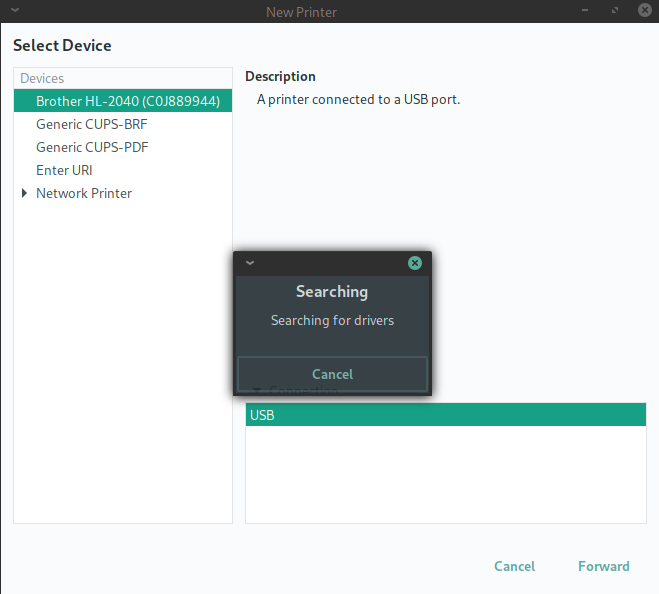 New Printer
Select Device
Devices
Brother HL-2040 (C0J889944)
Generic CUPS-BRF
Generic CUPS-PDF
Enter URI
Network Printer
Description
A printer connected to a USB port.
Searching
Searching for drivers
Cancel
Connection
USB
Cancel
Forward